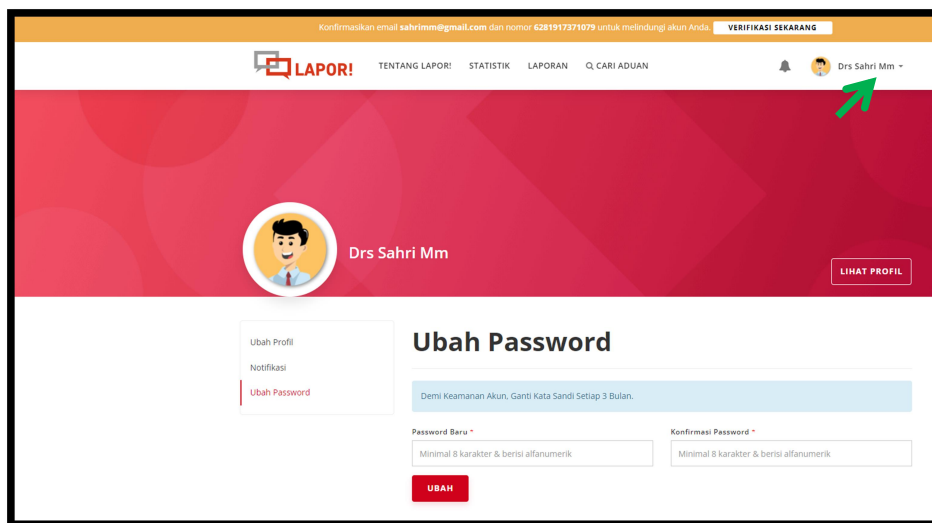 Konfirmasikan email sahrimm@gmail.com dan nomor 6281917371079 untuk melindungi akun Anda. VERIFIKASI SEKARANG
LAPOR! TENTANG LAPOR! STATISTIK LAPORAN CARI ADUAN Drs Sahri Mm
Drs Sahri Mm
LIHAT PROFIL
Ubah Profil
Notifikasi
Ubah Password
Ubah Password
Demi Keamanan Akun, Ganti Kata Sandi Setiap 3 Bulan.
Password Baru * Konfirmasi Password *
Minimal 8 karakter & berisi alfanumerik Minimal 8 karakter & berisi alfanumerik
UBAH